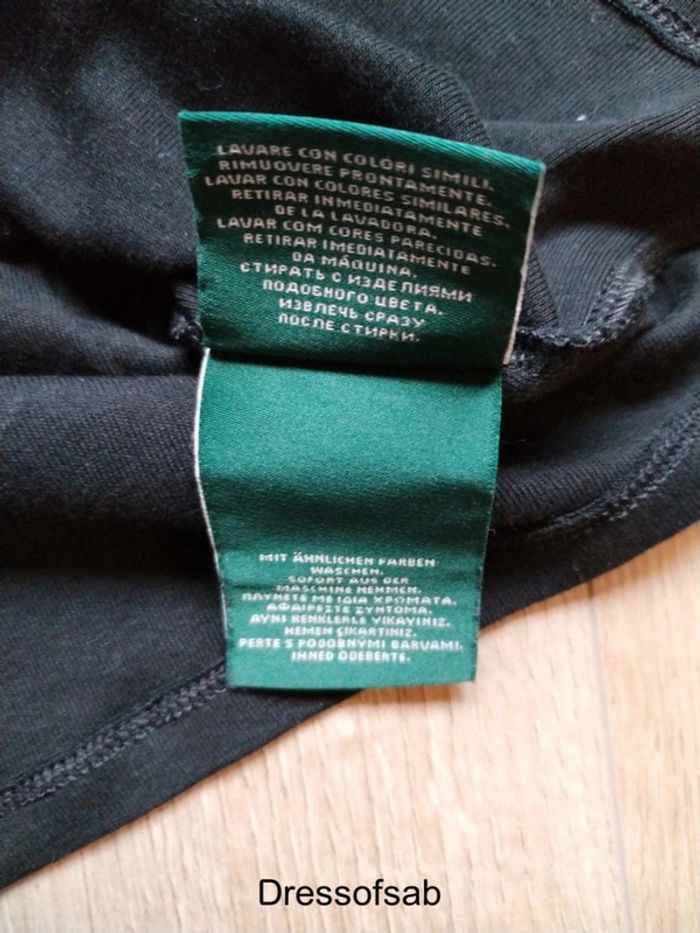 LAVARE CON COLORI SIMILI.
RIMUOVERE PRONTAMENTE.
LAVAR CON COLORES SIMILARES.
RETIRAR INMEDIATAMENTE
DE LA LAVADORA.
LAVAR COM CORES PARECIDAS.
RETIRAR IMEDIATAMENTE
DA MÁQUINA.
СТИРАТЬ С ИЗДЕЛИЯМИ
ПОДОБНОГО ЦВЕТА.
ИЗВЛЕЧЬ СРАЗУ
ПОСЛЕ СТИРКИ.
MIT ÄHNLICHEN FARBEN
WASCHEN.
SOFORT AUS DER
MASCHINE NEHMEN.
ΠΛΥΝΕΤΕ ΜΕ ΙΔΙΑ ΧΡΩΜΑΤΑ.
ΑΦΑΙΡΕΣΤΕ ΣΥΝΤΟΜΑ.
AYNI RENKLERLE YIKAYINIZ.
HEMEN ÇIKARTINIZ.
PERTE S PODOBNÝMI BARVAMI.
IHNED ODEBERTE.
Dressofsab